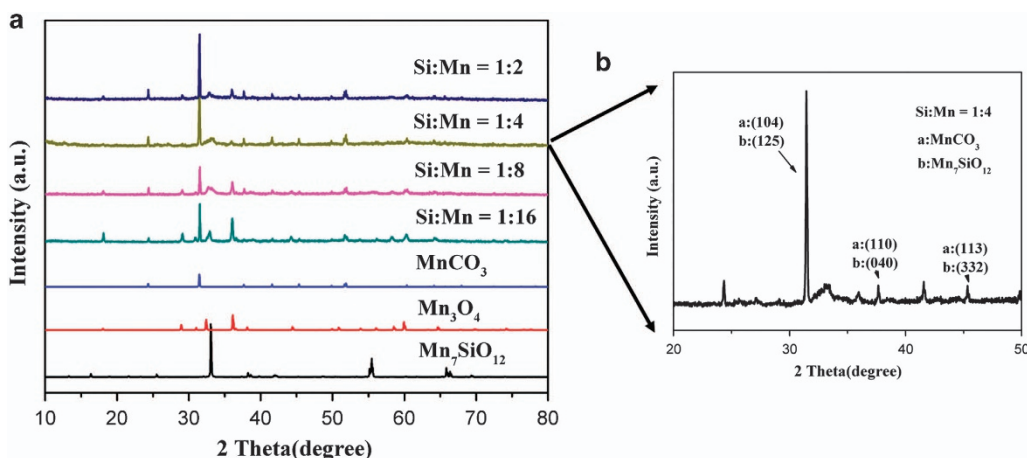 a
Si:Mn = 1:2
Si:Mn = 1:4
Si:Mn = 1:8
Si:Mn = 1:16
MnCO₃
Mn₃O₄
Mn₇SiO₁₂
Intensity (a.u.)
10 20 30 40 50 60 70 80
2 Theta(degree)
b
Si:Mn = 1:4
a:MnCO₃
b:Mn₇SiO₁₂
a:(104)
b:(125)
a:(110)
b:(040)
a:(113)
b:(332)
Intensity (a.u.)
20 30 40 50
2 Theta(degree)